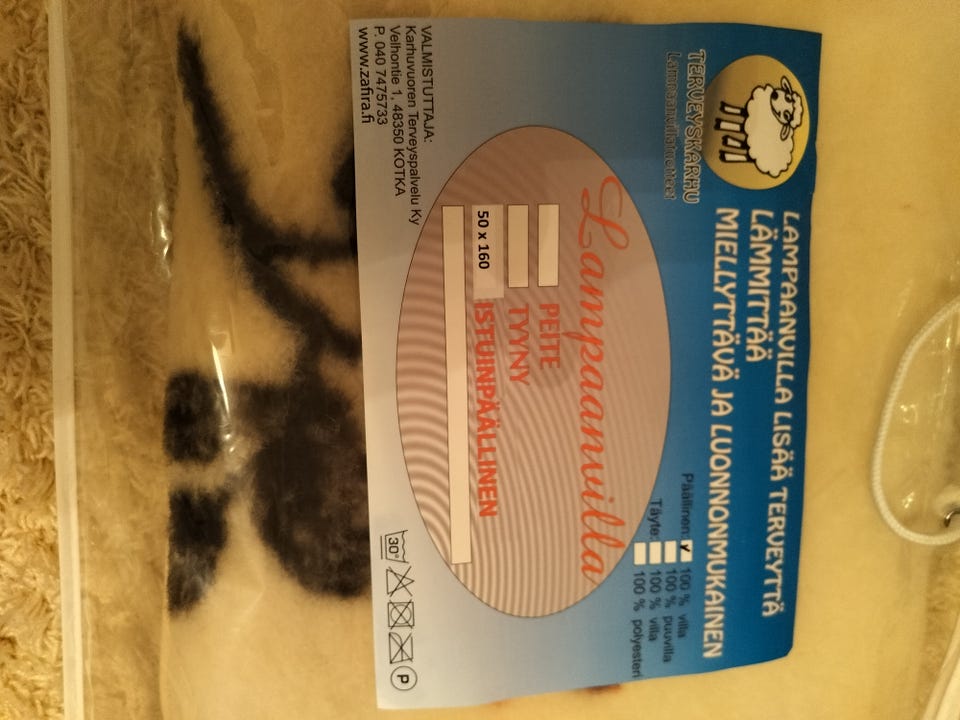 LAMPAANVILLA LISÄÄ TERVEYTTÄ
LÄMMITTÄÄ
MIELLYTTÄVÄ JA LUONNONMUKAINEN
TERVEYSKARHU
Lampaanvillatuotteet
Päällinen: ✓ 100 % villa
100 % puuvilla
Täyte: 100 % villa
100 % polyesteri
Lampaanvilla
PEITE
TYYNY
50 x 160 ISTUINPÄÄLLINEN
VALMISTUTTAJA:
Karhuvuoren Terveyspalvelu Ky
Velhontie 1, 48350 KOTKA
P. 040 7475733
www.zafira.fi
30°
P